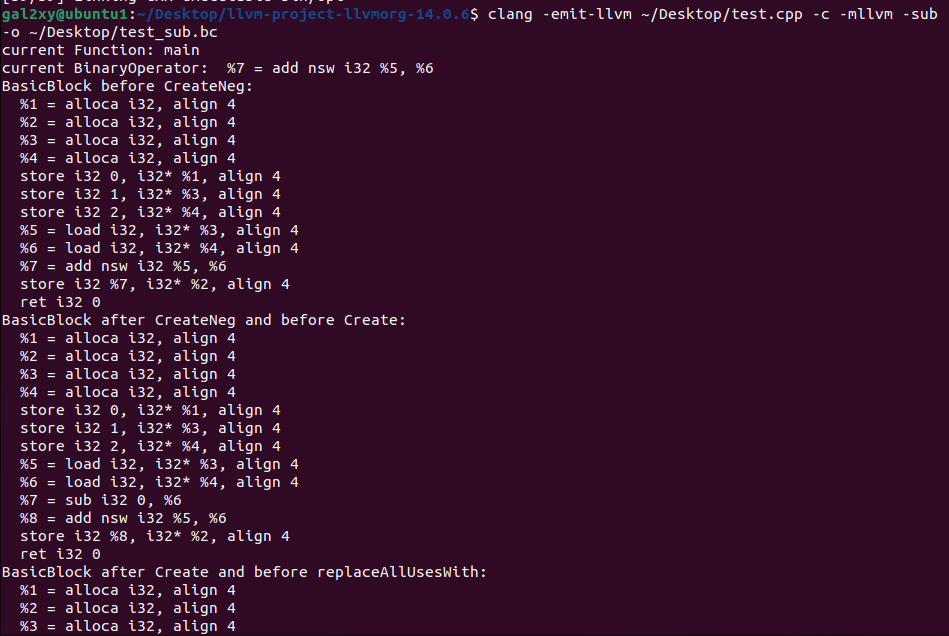 gal2xy@ubuntu1:~/Desktop/llvm-project-llvmorg-14.0.6$ clang -emit-llvm ~/Desktop/test.cpp -c -mllvm -sub
-o ~/Desktop/test_sub.bc
current Function: main
current BinaryOperator:  %7 = add nsw i32 %5, %6
BasicBlock before CreateNeg:
  %1 = alloca i32, align 4
  %2 = alloca i32, align 4
  %3 = alloca i32, align 4
  %4 = alloca i32, align 4
  store i32 0, i32* %1, align 4
  store i32 1, i32* %3, align 4
  store i32 2, i32* %4, align 4
  %5 = load i32, i32* %3, align 4
  %6 = load i32, i32* %4, align 4
  %7 = add nsw i32 %5, %6
  store i32 %7, i32* %2, align 4
  ret i32 0
BasicBlock after CreateNeg and before Create:
  %1 = alloca i32, align 4
  %2 = alloca i32, align 4
  %3 = alloca i32, align 4
  %4 = alloca i32, align 4
  store i32 0, i32* %1, align 4
  store i32 1, i32* %3, align 4
  store i32 2, i32* %4, align 4
  %5 = load i32, i32* %3, align 4
  %6 = load i32, i32* %4, align 4
  %7 = sub i32 0, %6
  %8 = add nsw i32 %5, %6
  store i32 %8, i32* %2, align 4
  ret i32 0
BasicBlock after Create and before replaceAllUsesWith:
  %1 = alloca i32, align 4
  %2 = alloca i32, align 4
  %3 = alloca i32, align 4